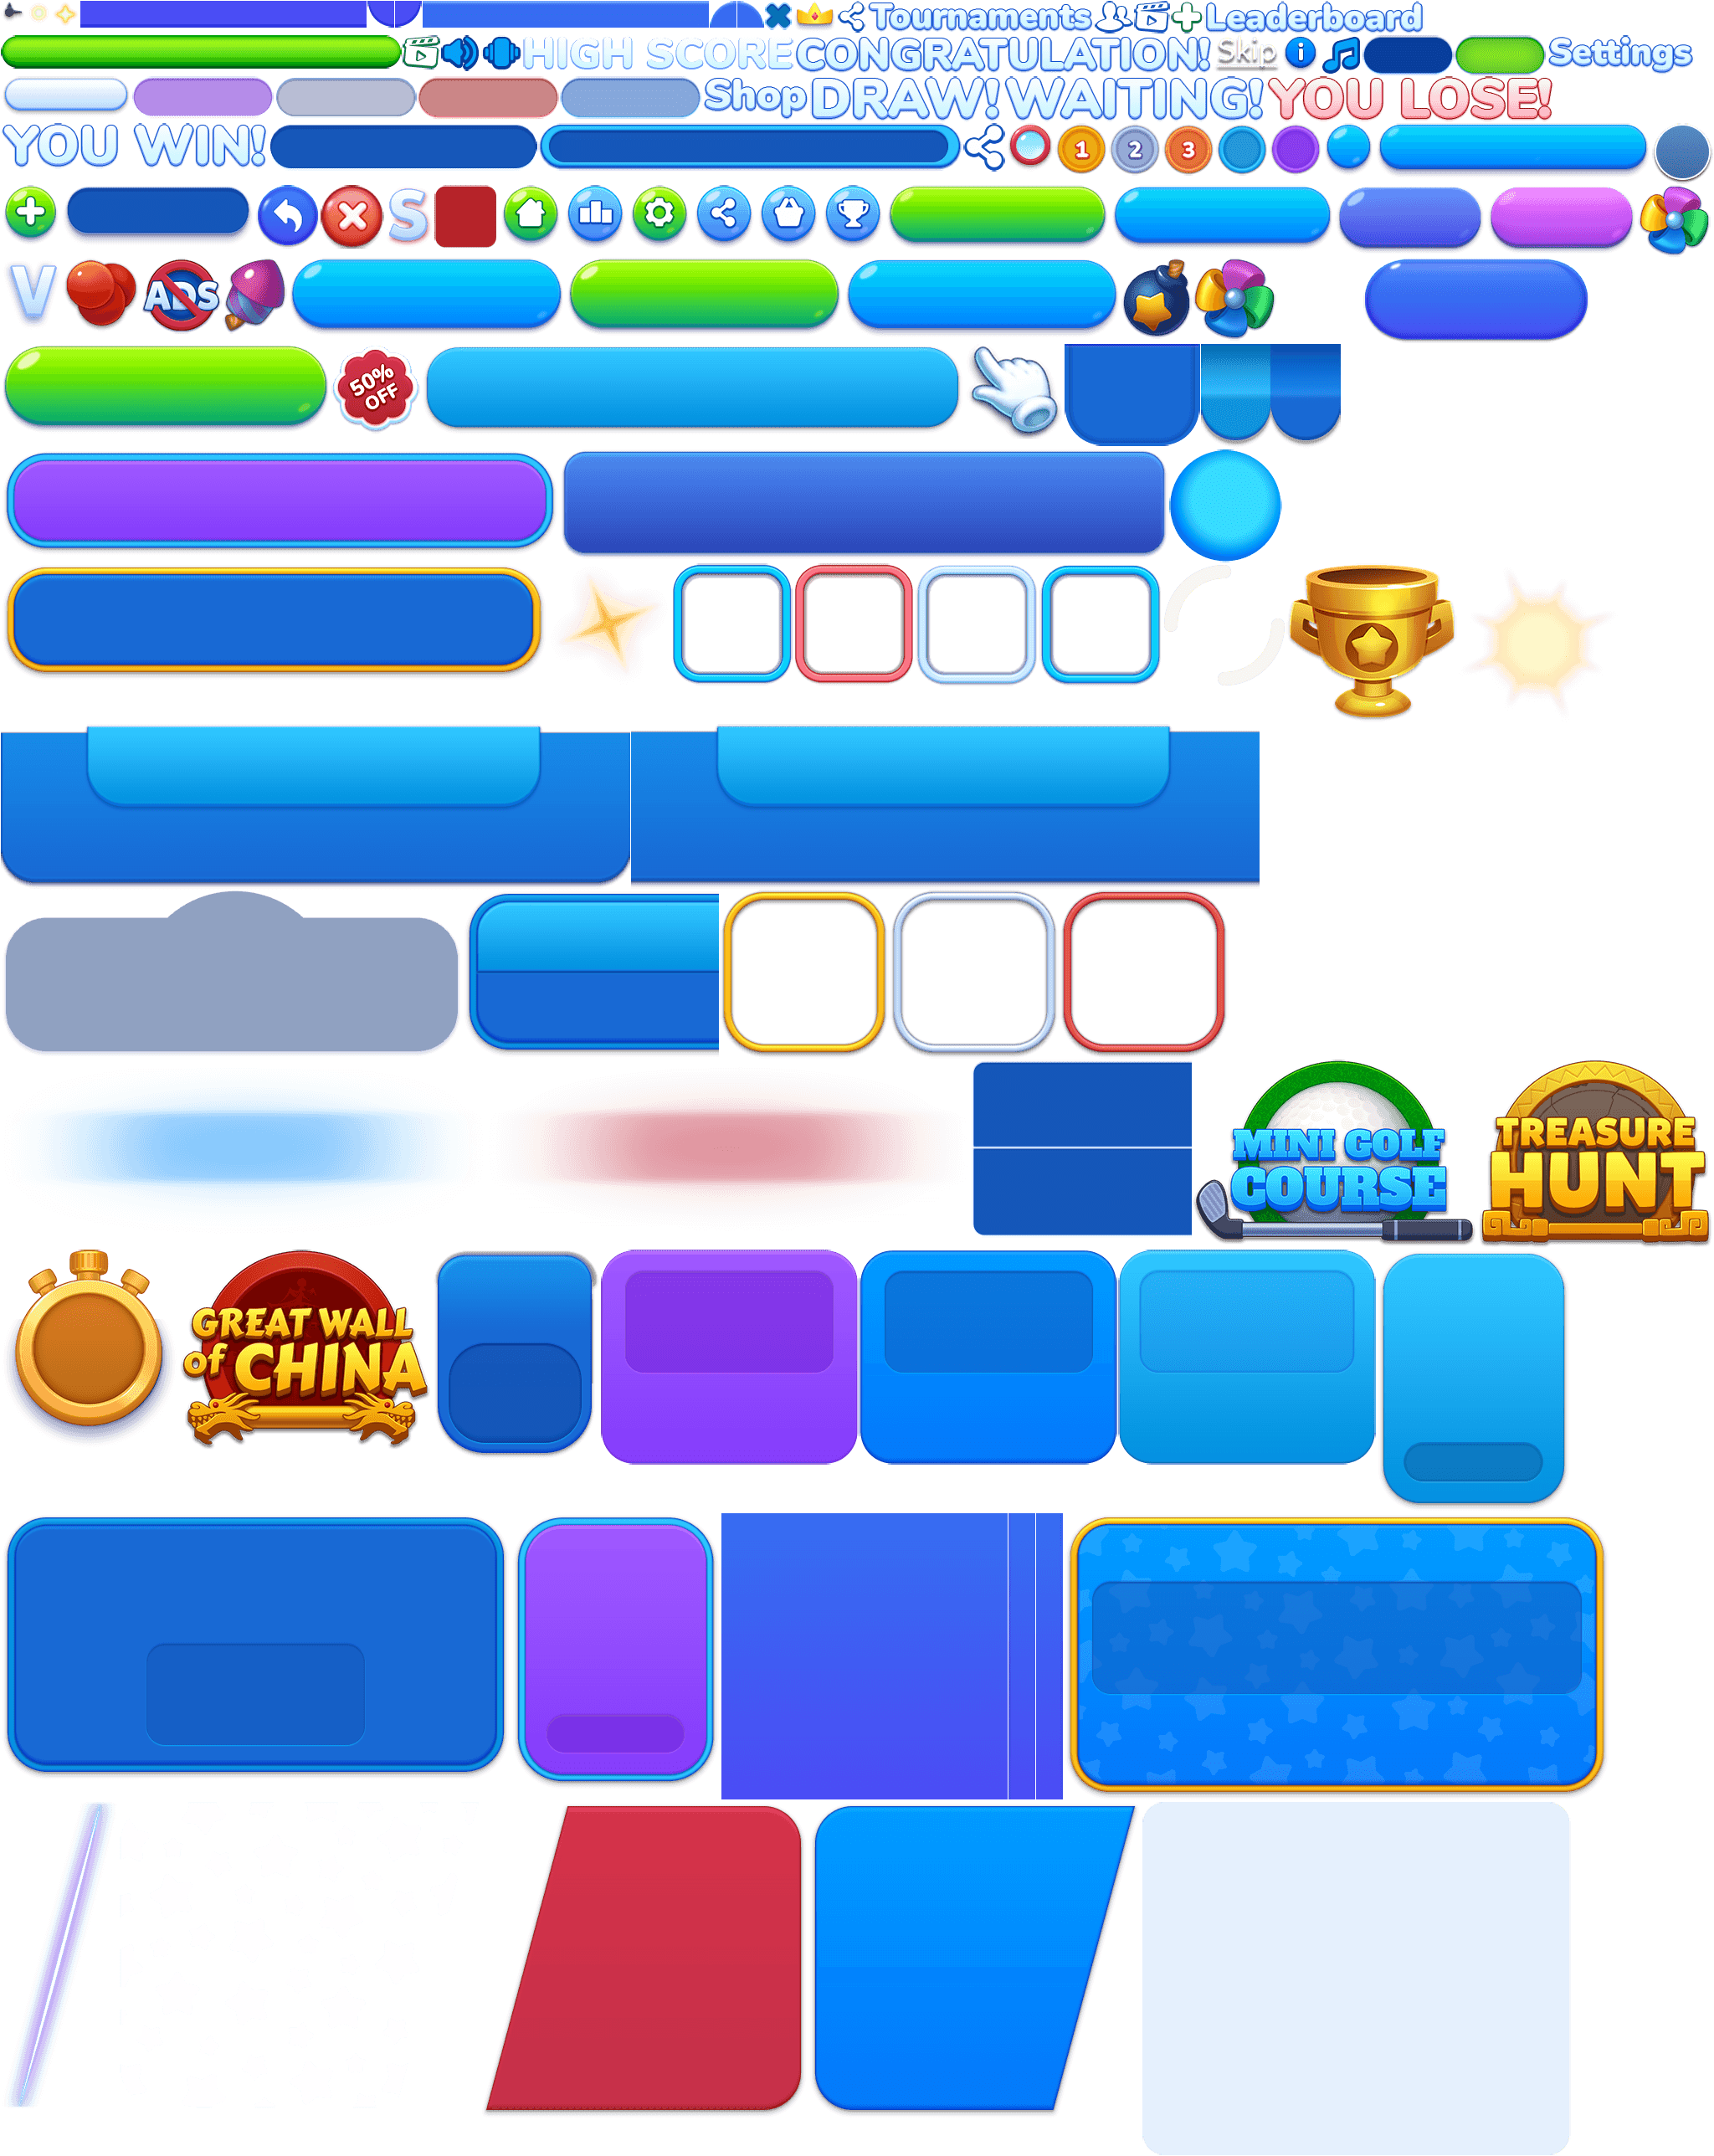 Tournaments
Leaderboard
HIGH SCORE
CONGRATULATION!
Skip
i
Settings
Shop
DRAW!
WAITING!
YOU LOSE!
YOU WIN!
1
2
3
S
V
ADS
50%
OFF
MINI GOLF
COURSE
TREASURE
HUNT
GREAT WALL
of CHINA